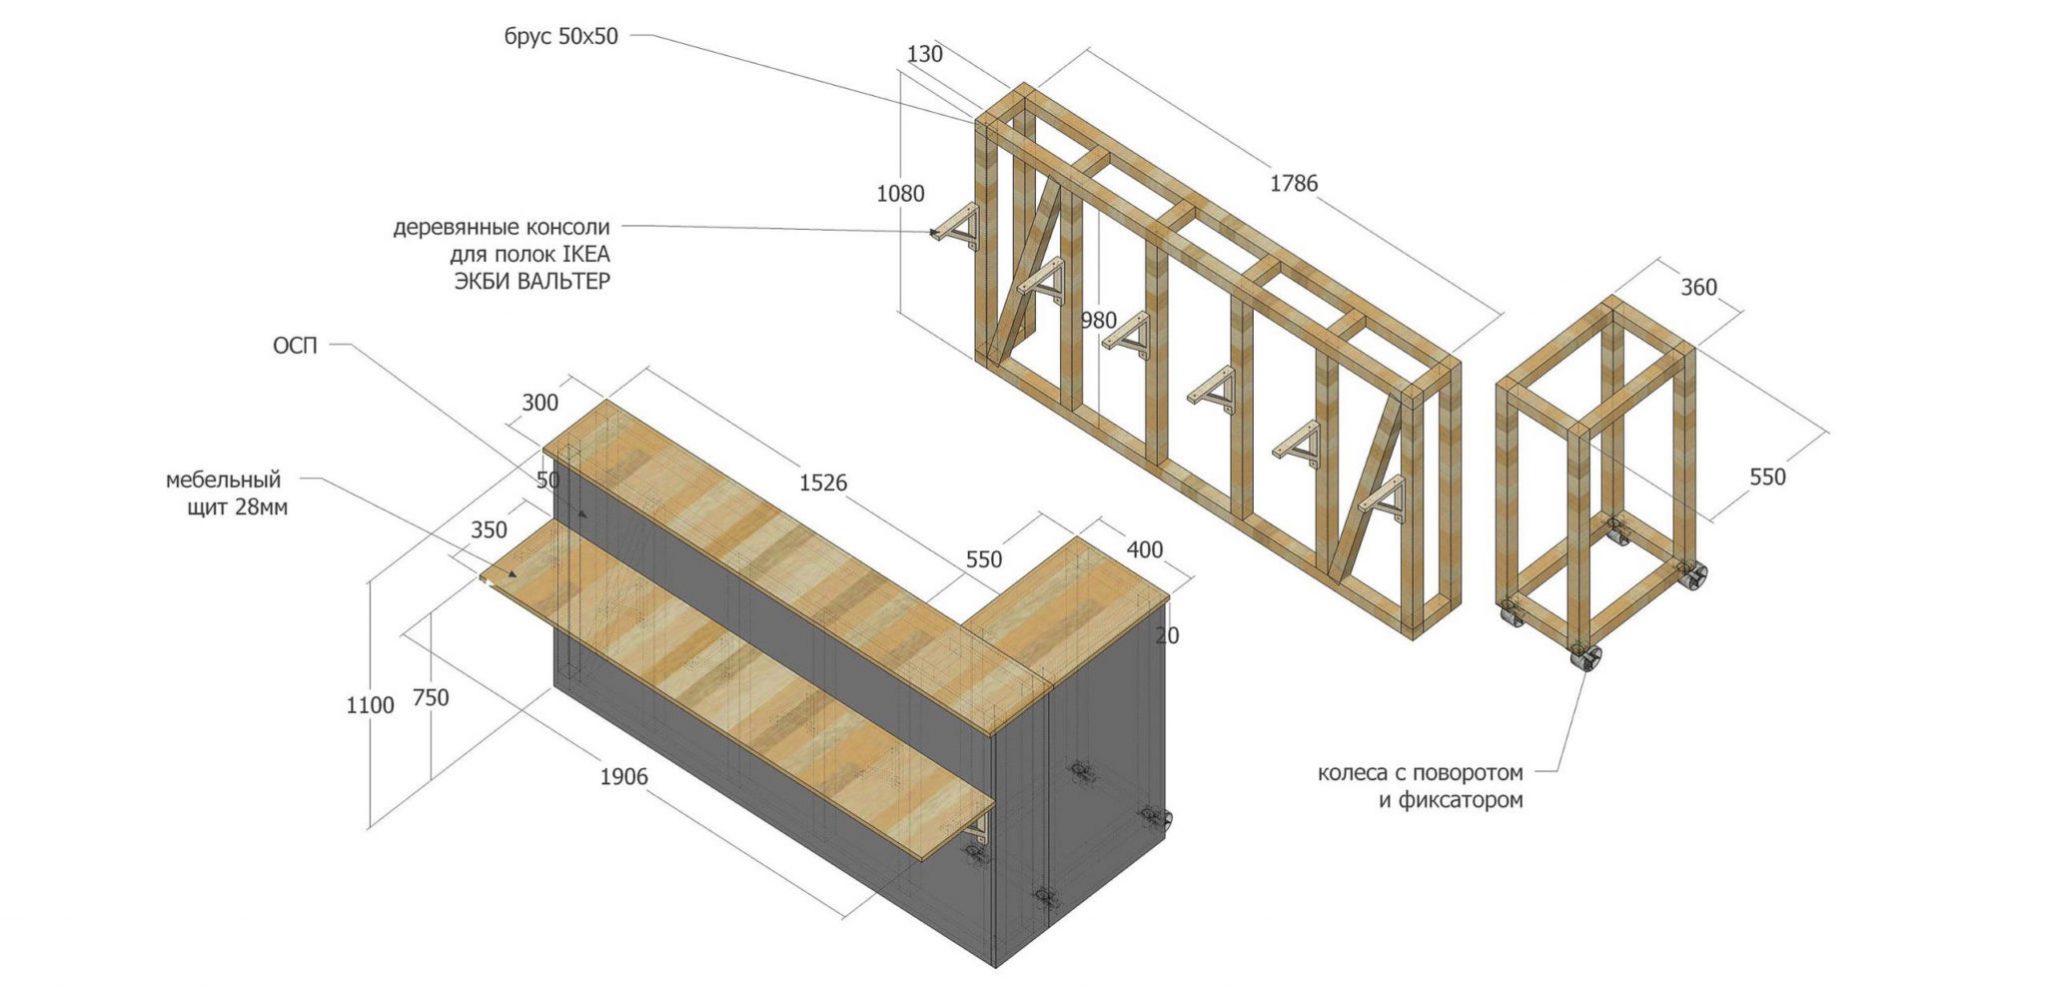 брус 50x50
130
1786
1080
деревянные консоли
для полок IKEA
ЭКБИ ВАЛЬТЕР
980
360
550
ОСП
300
50
1526
мебельный
щит 28мм
350
550
400
20
1100
750
1906
колеса с поворотом
и фиксатором